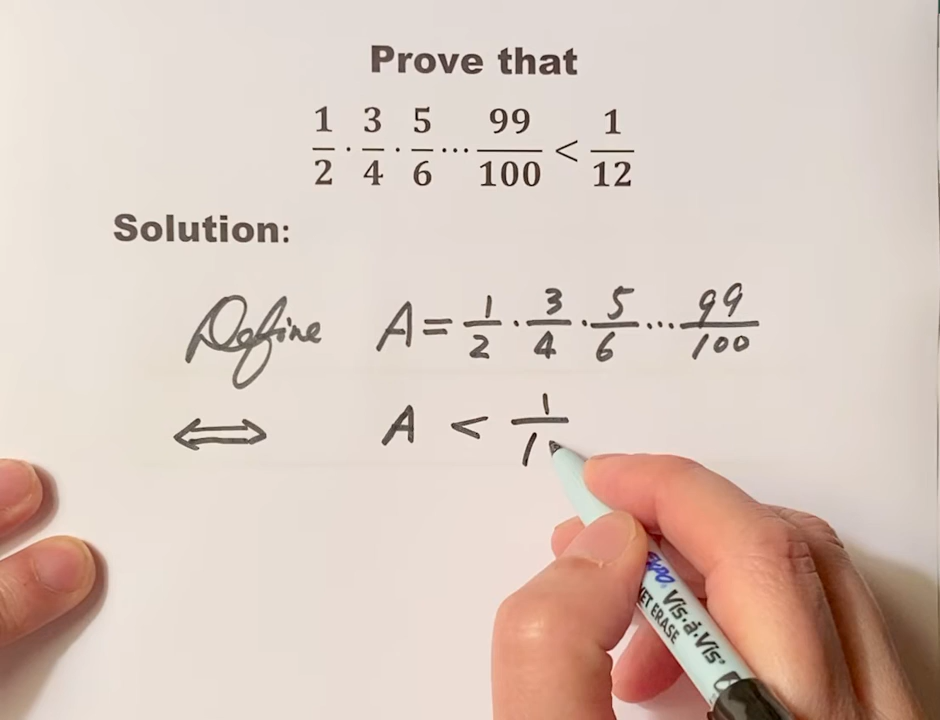 Prove that
1/2 · 3/4 · 5/6 ··· 99/100 < 1/12
Solution:
Define A = 1/2 · 3/4 · 5/6 ··· 99/100
⟺ A < 1/1
EXPO Vis·à·Vis
WET ERASE